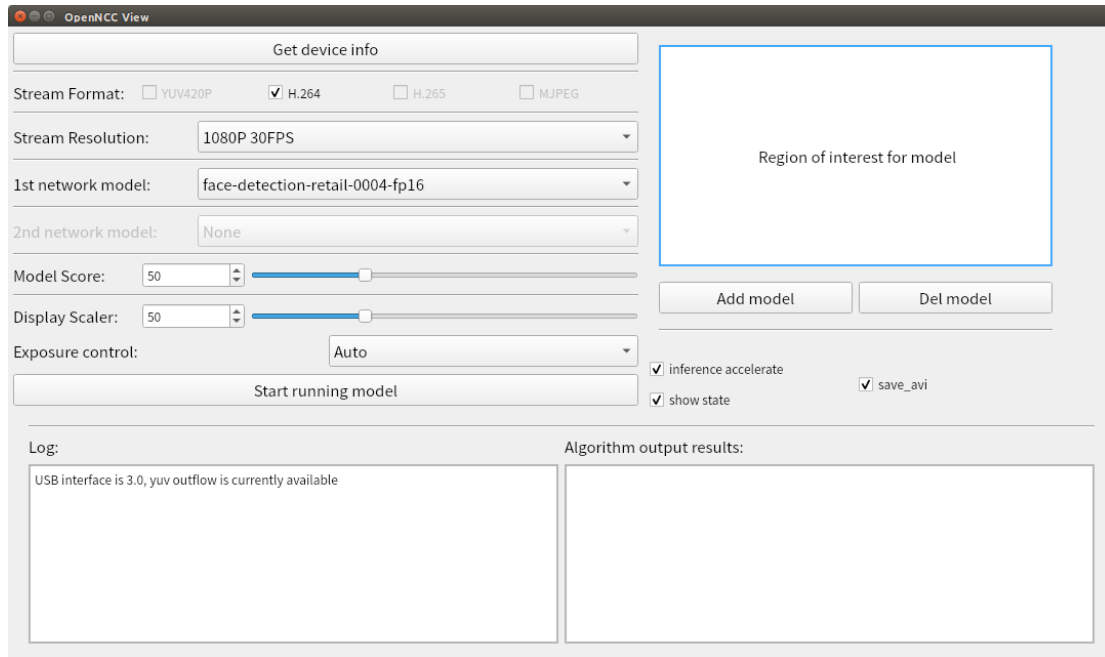 OpenNCC View
Get device info
Stream Format: YUV420P H.264 H.265 MJPEG
Stream Resolution: 1080P 30FPS
1st network model: face-detection-retail-0004-fp16
2nd network model: None
Model Score: 50
Display Scaler: 50
Exposure control: Auto
Start running model
Region of interest for model
Add model Del model
inference accelerate
save_avi
show state
Log:
USB interface is 3.0, yuv outflow is currently available
Algorithm output results: